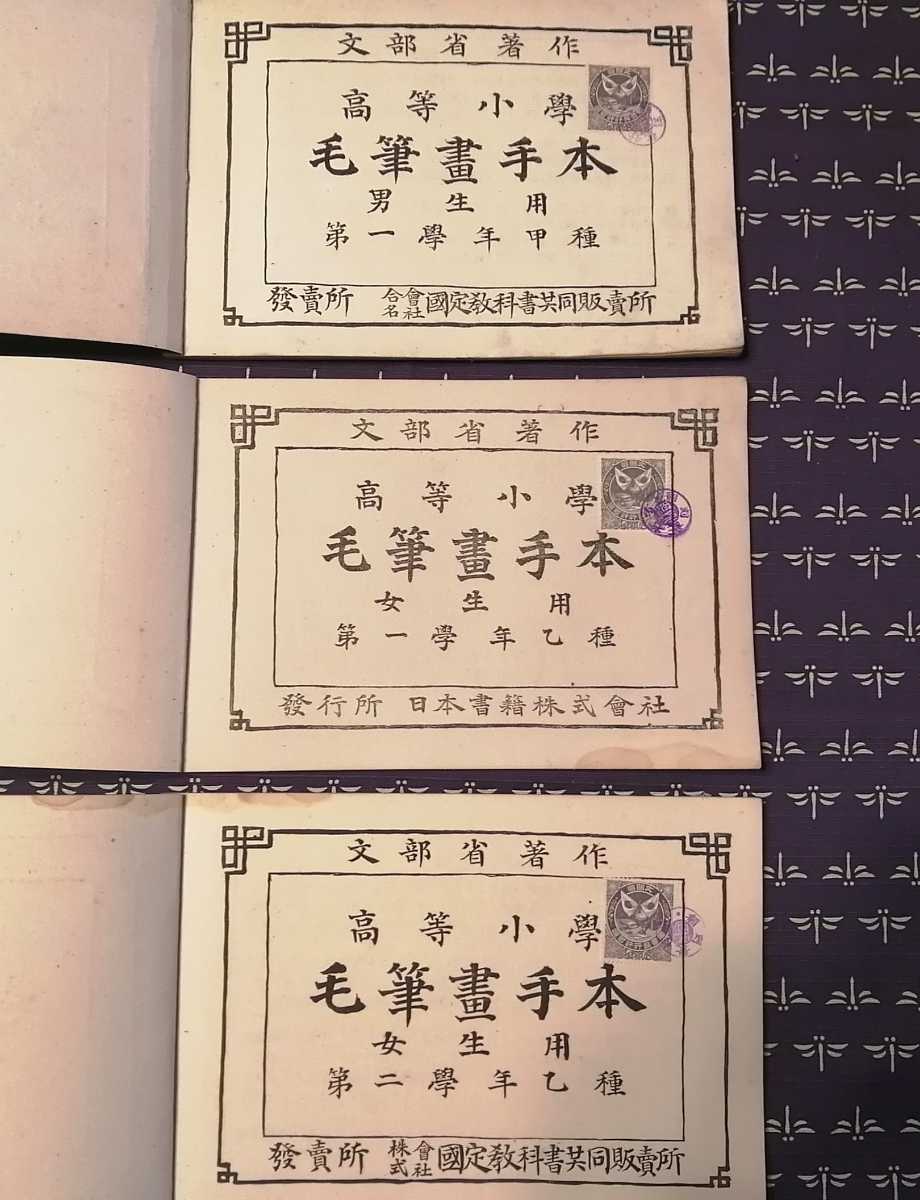 文部省著作
高等小學
毛筆畫手本
男生用
第一學年甲種
發賣所 合名會社國定教科書共同販賣所
文部省著作
高等小學
毛筆畫手本
女生用
第一學年乙種
發行所 日本書籍株式會社
文部省著作
高等小學
毛筆畫手本
女生用
第二學年乙種
發賣所 株式會社國定教科書共同販賣所